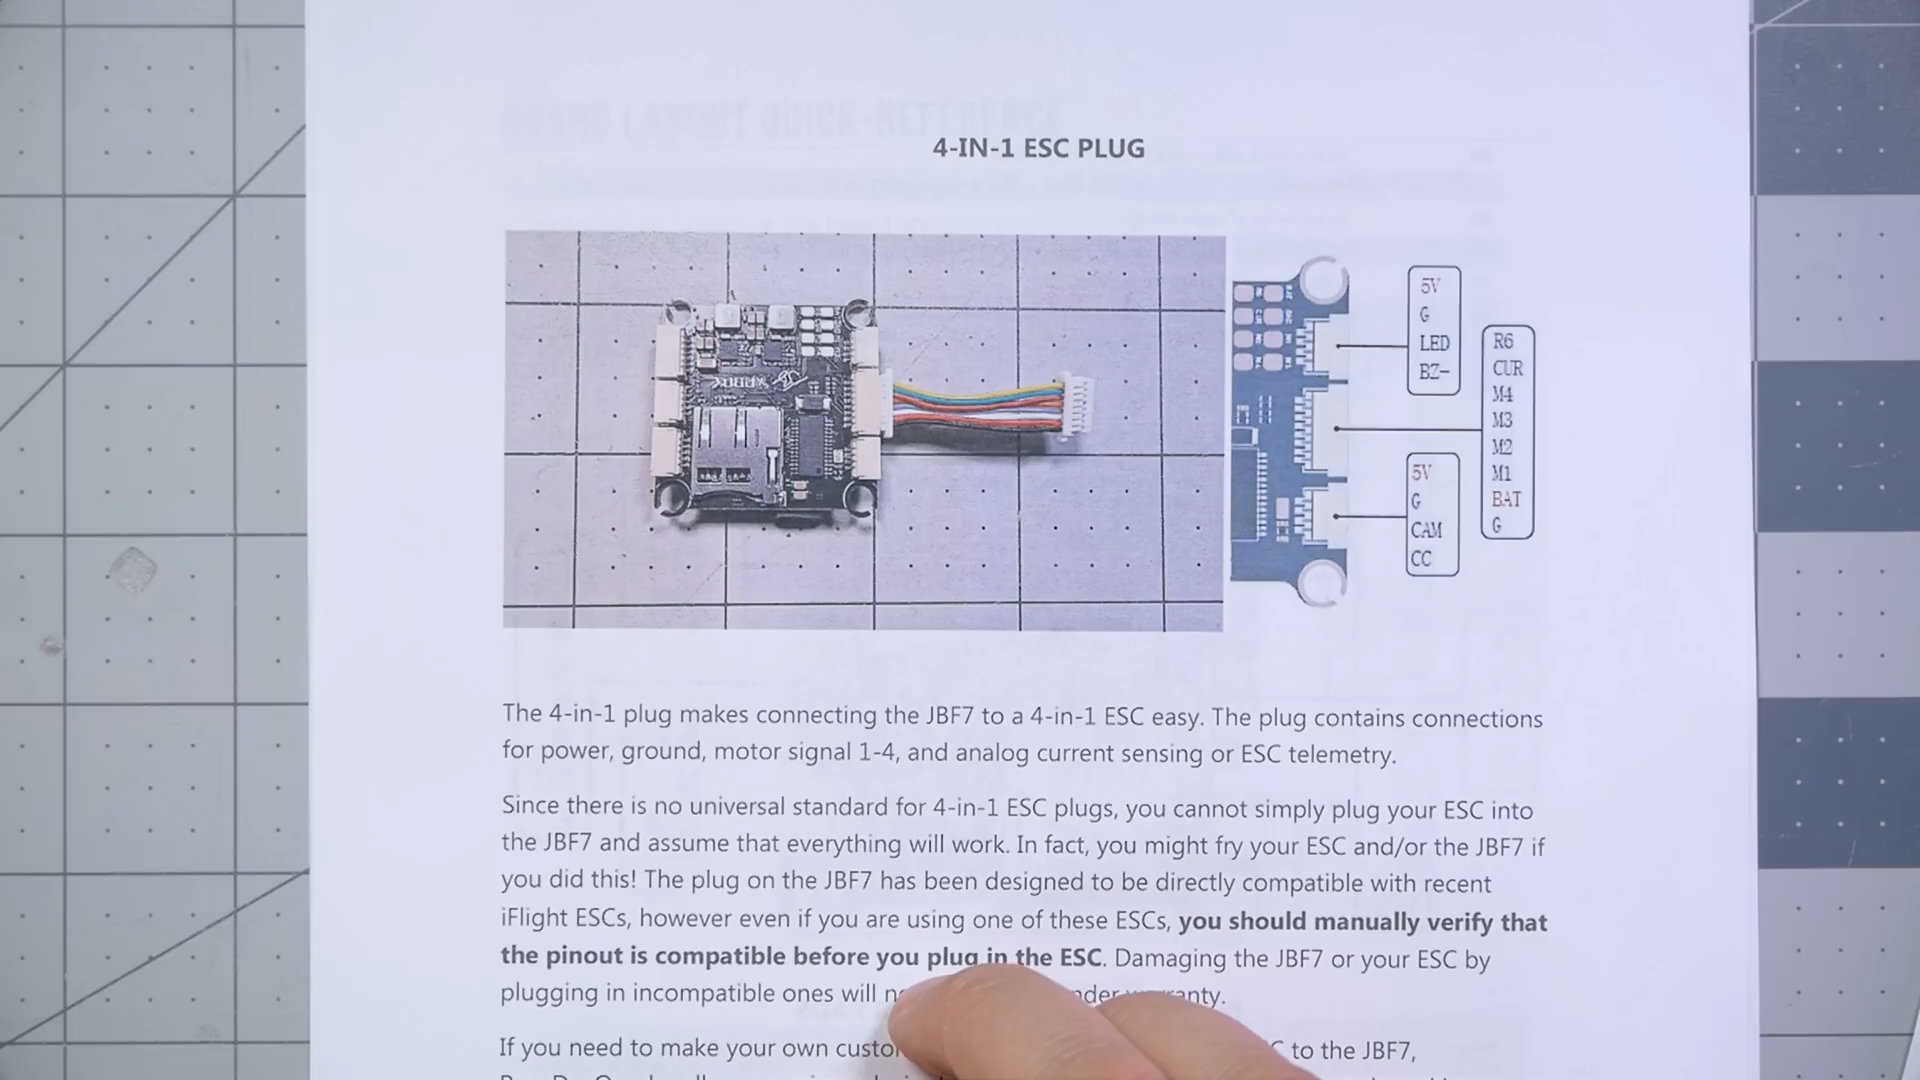 4-IN-1 ESC PLUG
5V
G
LED
BZ-
R6
CUR
M4
M3
M2
M1
BAT
G
5V
G
CAM
CC
The 4-in-1 plug makes connecting the JBF7 to a 4-in-1 ESC easy. The plug contains connections
for power, ground, motor signal 1-4, and analog current sensing or ESC telemetry.
Since there is no universal standard for 4-in-1 ESC plugs, you cannot simply plug your ESC into
the JBF7 and assume that everything will work. In fact, you might fry your ESC and/or the JBF7 if
you did this! The plug on the JBF7 has been designed to be directly compatible with recent
iFlight ESCs, however even if you are using one of these ESCs, you should manually verify that
the pinout is compatible before you plug in the ESC. Damaging the JBF7 or your ESC by
plugging in incompatible ones will
If you need to make your own to the JBF7,